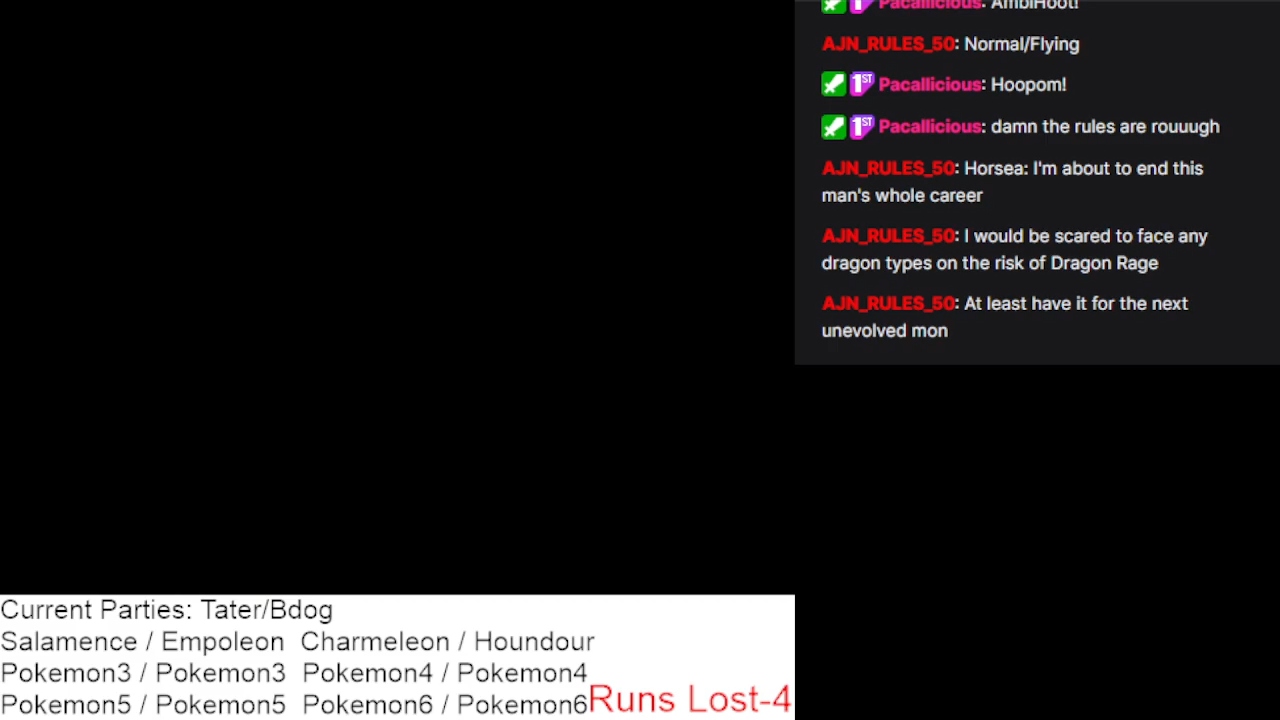 Pacallicious: AmbiHoot!
AJN_RULES_50: Normal/Flying
1ST Pacallicious: Hoopom!
1ST Pacallicious: damn the rules are rouuugh
AJN_RULES_50: Horsea: I'm about to end this
man's whole career
AJN_RULES_50: I would be scared to face any
dragon types on the risk of Dragon Rage
AJN_RULES_50: At least have it for the next
unevolved mon
Current Parties: Tater/Bdog
Salamence / Empoleon Charmeleon / Houndour
Pokemon3 / Pokemon3 Pokemon4 / Pokemon4
Pokemon5 / Pokemon5 Pokemon6 / Pokemon6
Runs Lost-4